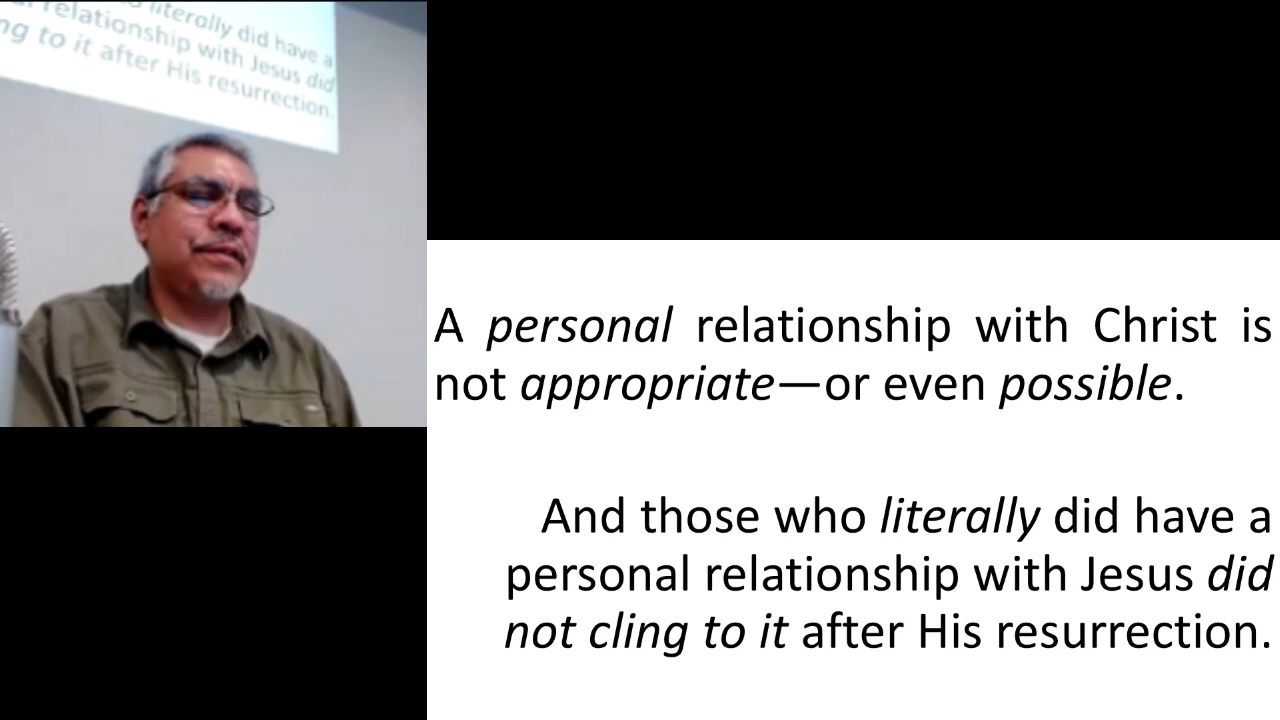 literally did have a
relationship with Jesus did
ng to it after His resurrection.
A personal relationship with Christ is
not appropriate—or even possible.
And those who literally did have a
personal relationship with Jesus did
not cling to it after His resurrection.